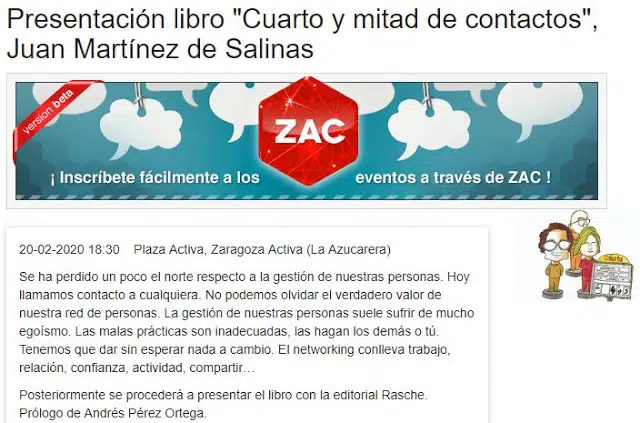 Presentación libro "Cuarto y mitad de contactos",
Juan Martínez de Salinas
version beta
ZAC
¡ Inscríbete fácilmente a los eventos a través de ZAC !
20-02-2020 18:30 Plaza Activa, Zaragoza Activa (La Azucarera)
Se ha perdido un poco el norte respecto a la gestión de nuestras personas. Hoy
llamamos contacto a cualquiera. No podemos olvidar el verdadero valor de
nuestra red de personas. La gestión de nuestras personas suele sufrir de mucho
egoísmo. Las malas prácticas son inadecuadas, las hagan los demás o tú.
Tenemos que dar sin esperar nada a cambio. El networking conlleva trabajo,
relación, confianza, actividad, compartir…
Posteriormente se procederá a presentar el libro con la editorial Rasche.
Prólogo de Andrés Pérez Ortega.